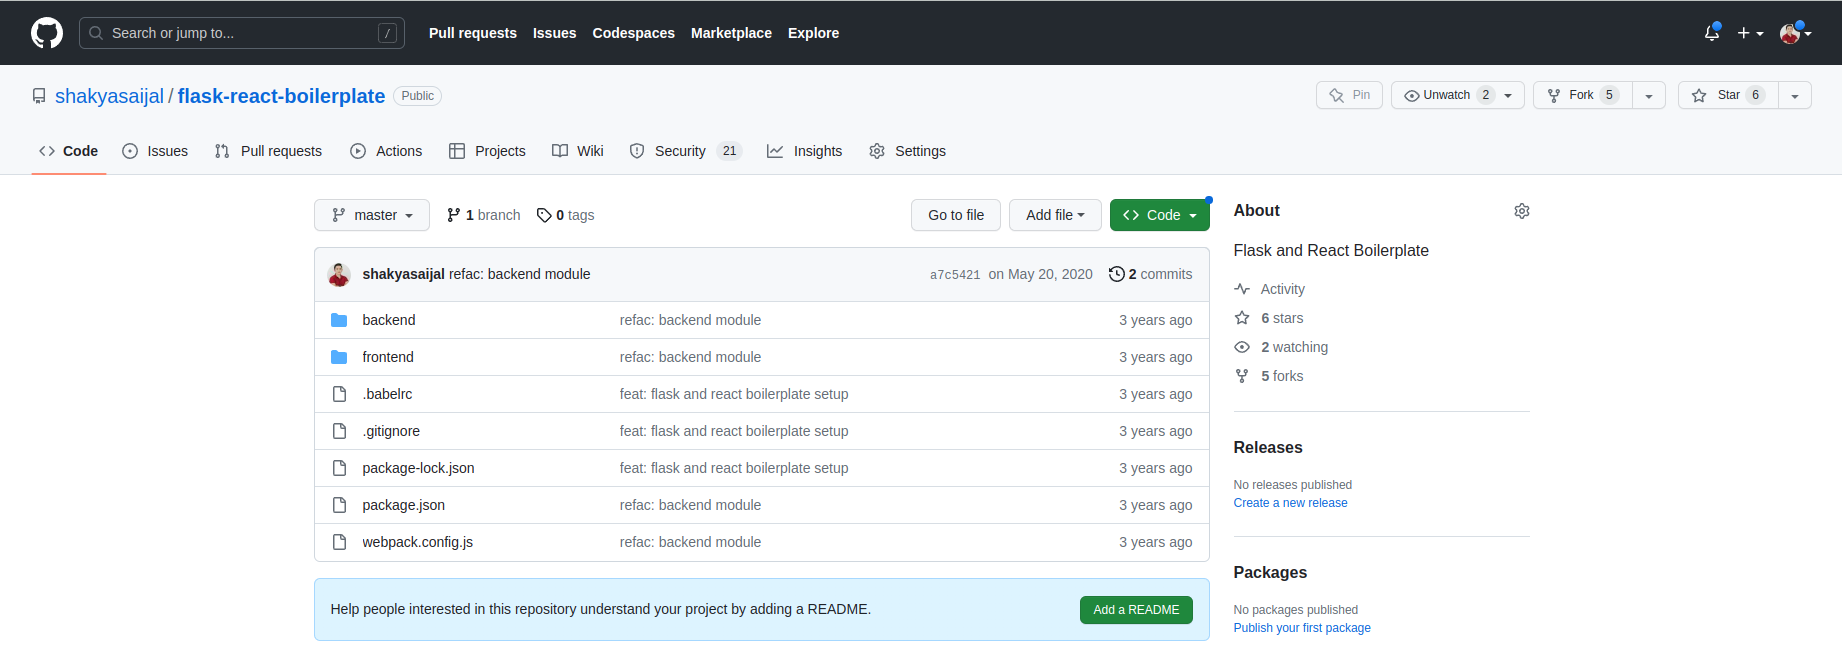 Search or jump to... /
Pull requests Issues Codespaces Marketplace Explore
shakyasaijal / flask-react-boilerplate Public
Pin Unwatch 2 Fork 5 Star 6
Code Issues Pull requests Actions Projects Wiki Security 21 Insights Settings
master 1 branch 0 tags Go to file Add file Code
shakyasaijal refac: backend module a7c5421 on May 20, 2020 2 commits
backend refac: backend module 3 years ago
frontend refac: backend module 3 years ago
.babelrc feat: flask and react boilerplate setup 3 years ago
.gitignore feat: flask and react boilerplate setup 3 years ago
package-lock.json feat: flask and react boilerplate setup 3 years ago
package.json refac: backend module 3 years ago
webpack.config.js refac: backend module 3 years ago
Help people interested in this repository understand your project by adding a README. Add a README
About
Flask and React Boilerplate
Activity
6 stars
2 watching
5 forks
Releases
No releases published
Create a new release
Packages
No packages published
Publish your first package